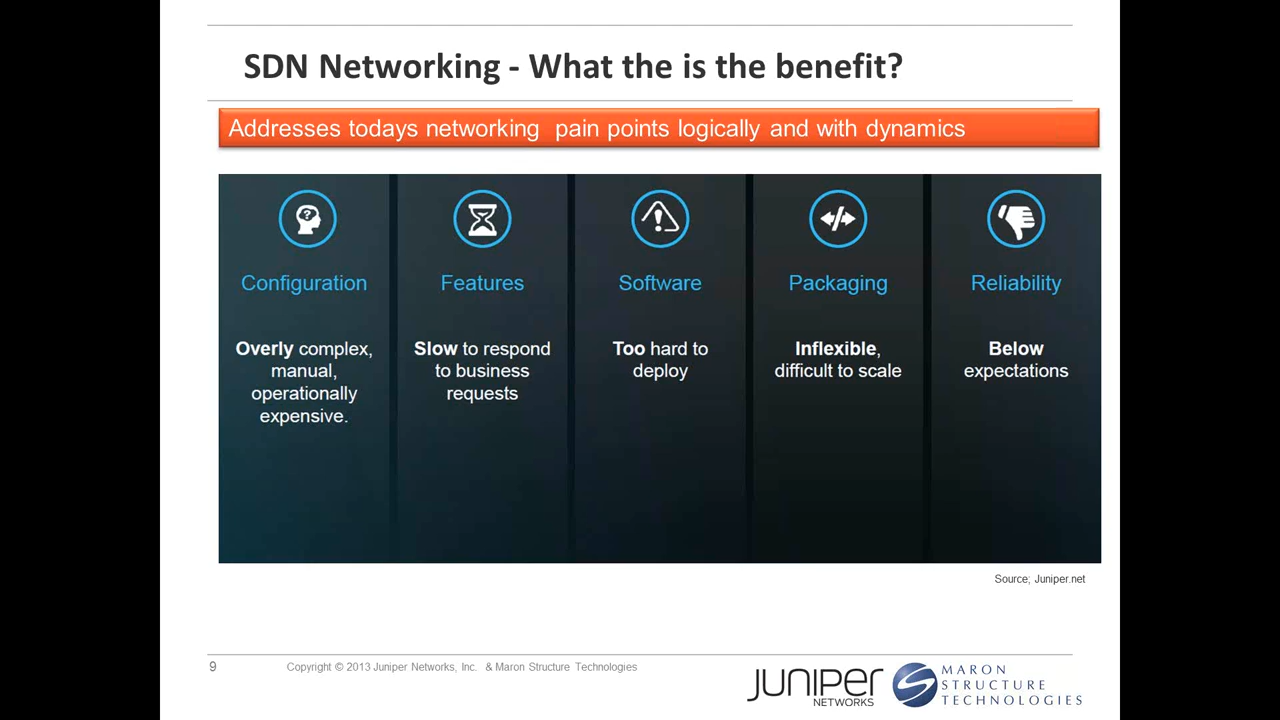 SDN Networking - What the is the benefit?
Addresses todays networking  pain points logically and with dynamics
?
Configuration
Overly complex,
manual,
operationally
expensive.
Features
Slow to respond
to business
requests
Software
Too hard to
deploy
Packaging
Inflexible,
difficult to scale
Reliability
Below
expectations
Source; Juniper.net
9
Copyright © 2013 Juniper Networks, Inc.  & Maron Structure Technologies
JUNIPER
NETWORKS
MARON
STRUCTURE
TECHNOLOGIES